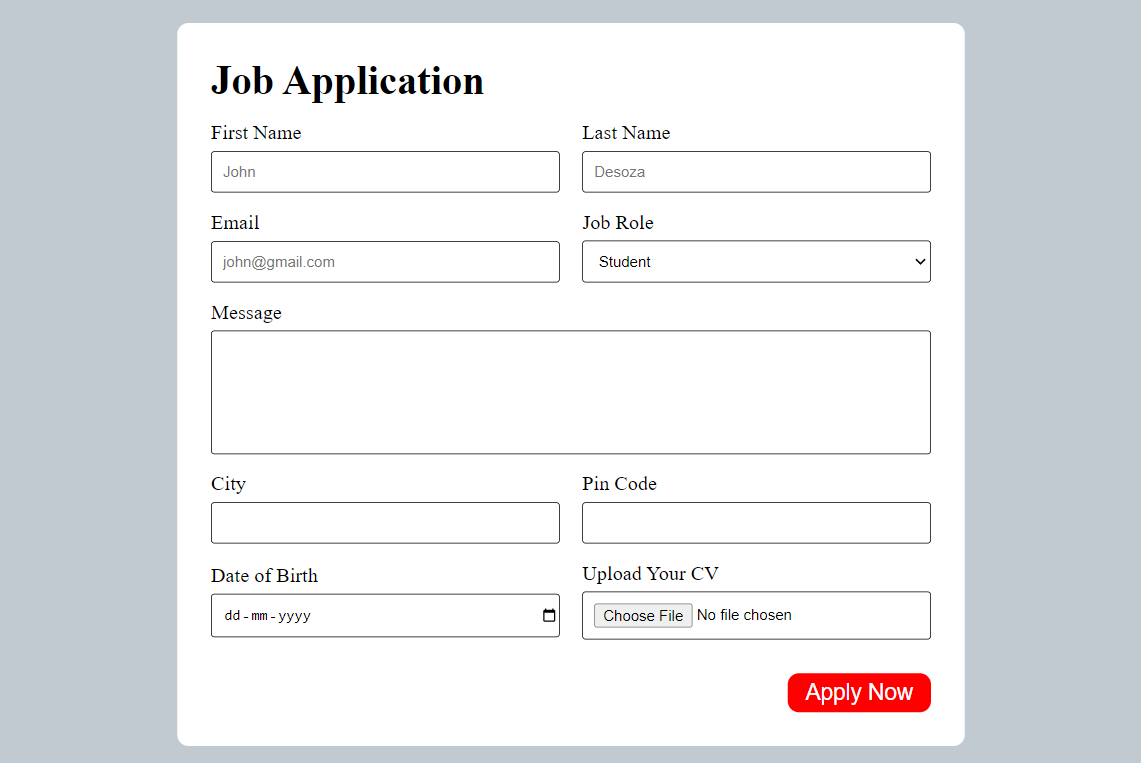 Job Application
First Name Last Name
John Desoza
Email Job Role
john@gmail.com Student
Message
City Pin Code
Date of Birth Upload Your CV
dd-mm-yyyy Choose File No file chosen
Apply Now